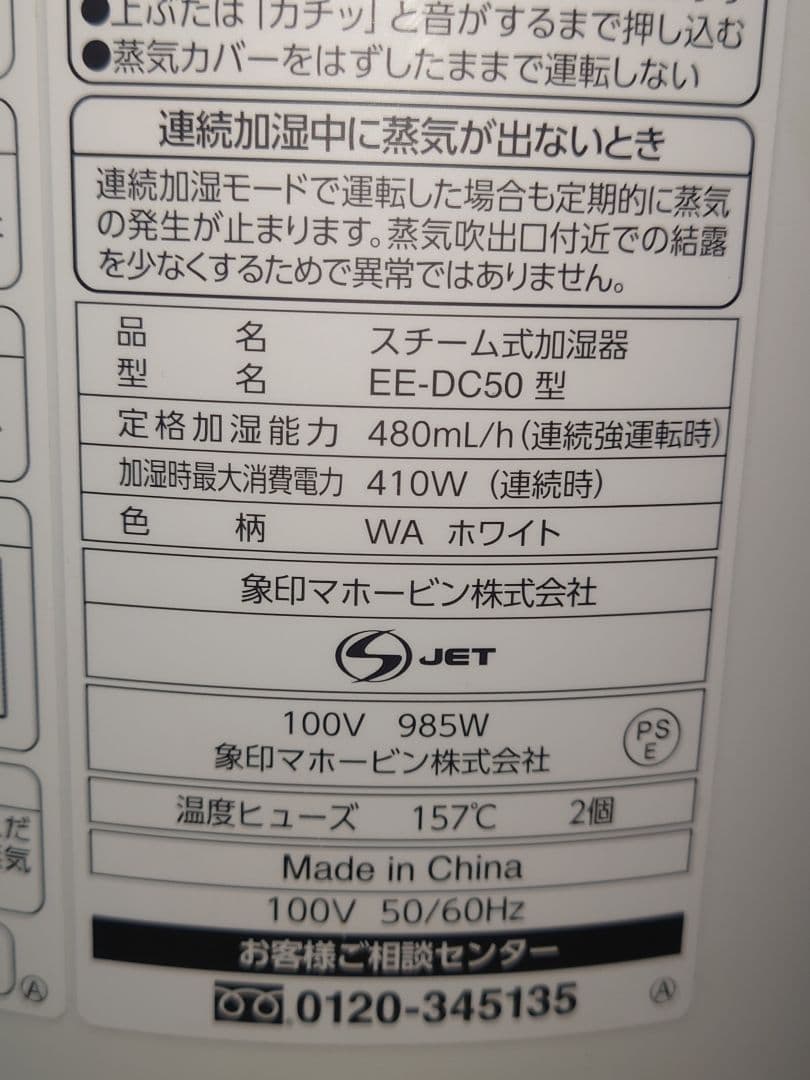 ●上ぶたは「カチッ」と音がするまで押し込む
●蒸気カバーをはずしたままで運転しない
連続加湿中に蒸気が出ないとき
連続加湿モードで運転した場合も定期的に蒸気
の発生が止まります。蒸気吹出口付近での結露
を少なくするためで異常ではありません。
品名 スチーム式加湿器
型名 EE-DC50 型
定格加湿能力 480mL/h（連続強運転時）
加湿時最大消費電力 410W（連続時）
色柄 WA ホワイト
象印マホービン株式会社
JET
100V 985W
PS
E
象印マホービン株式会社
温度ヒューズ 157℃ 2個
Made in China
100V 50/60Hz
お客様ご相談センター
0120-345135
Ⓐ
Ⓐ
だ
気